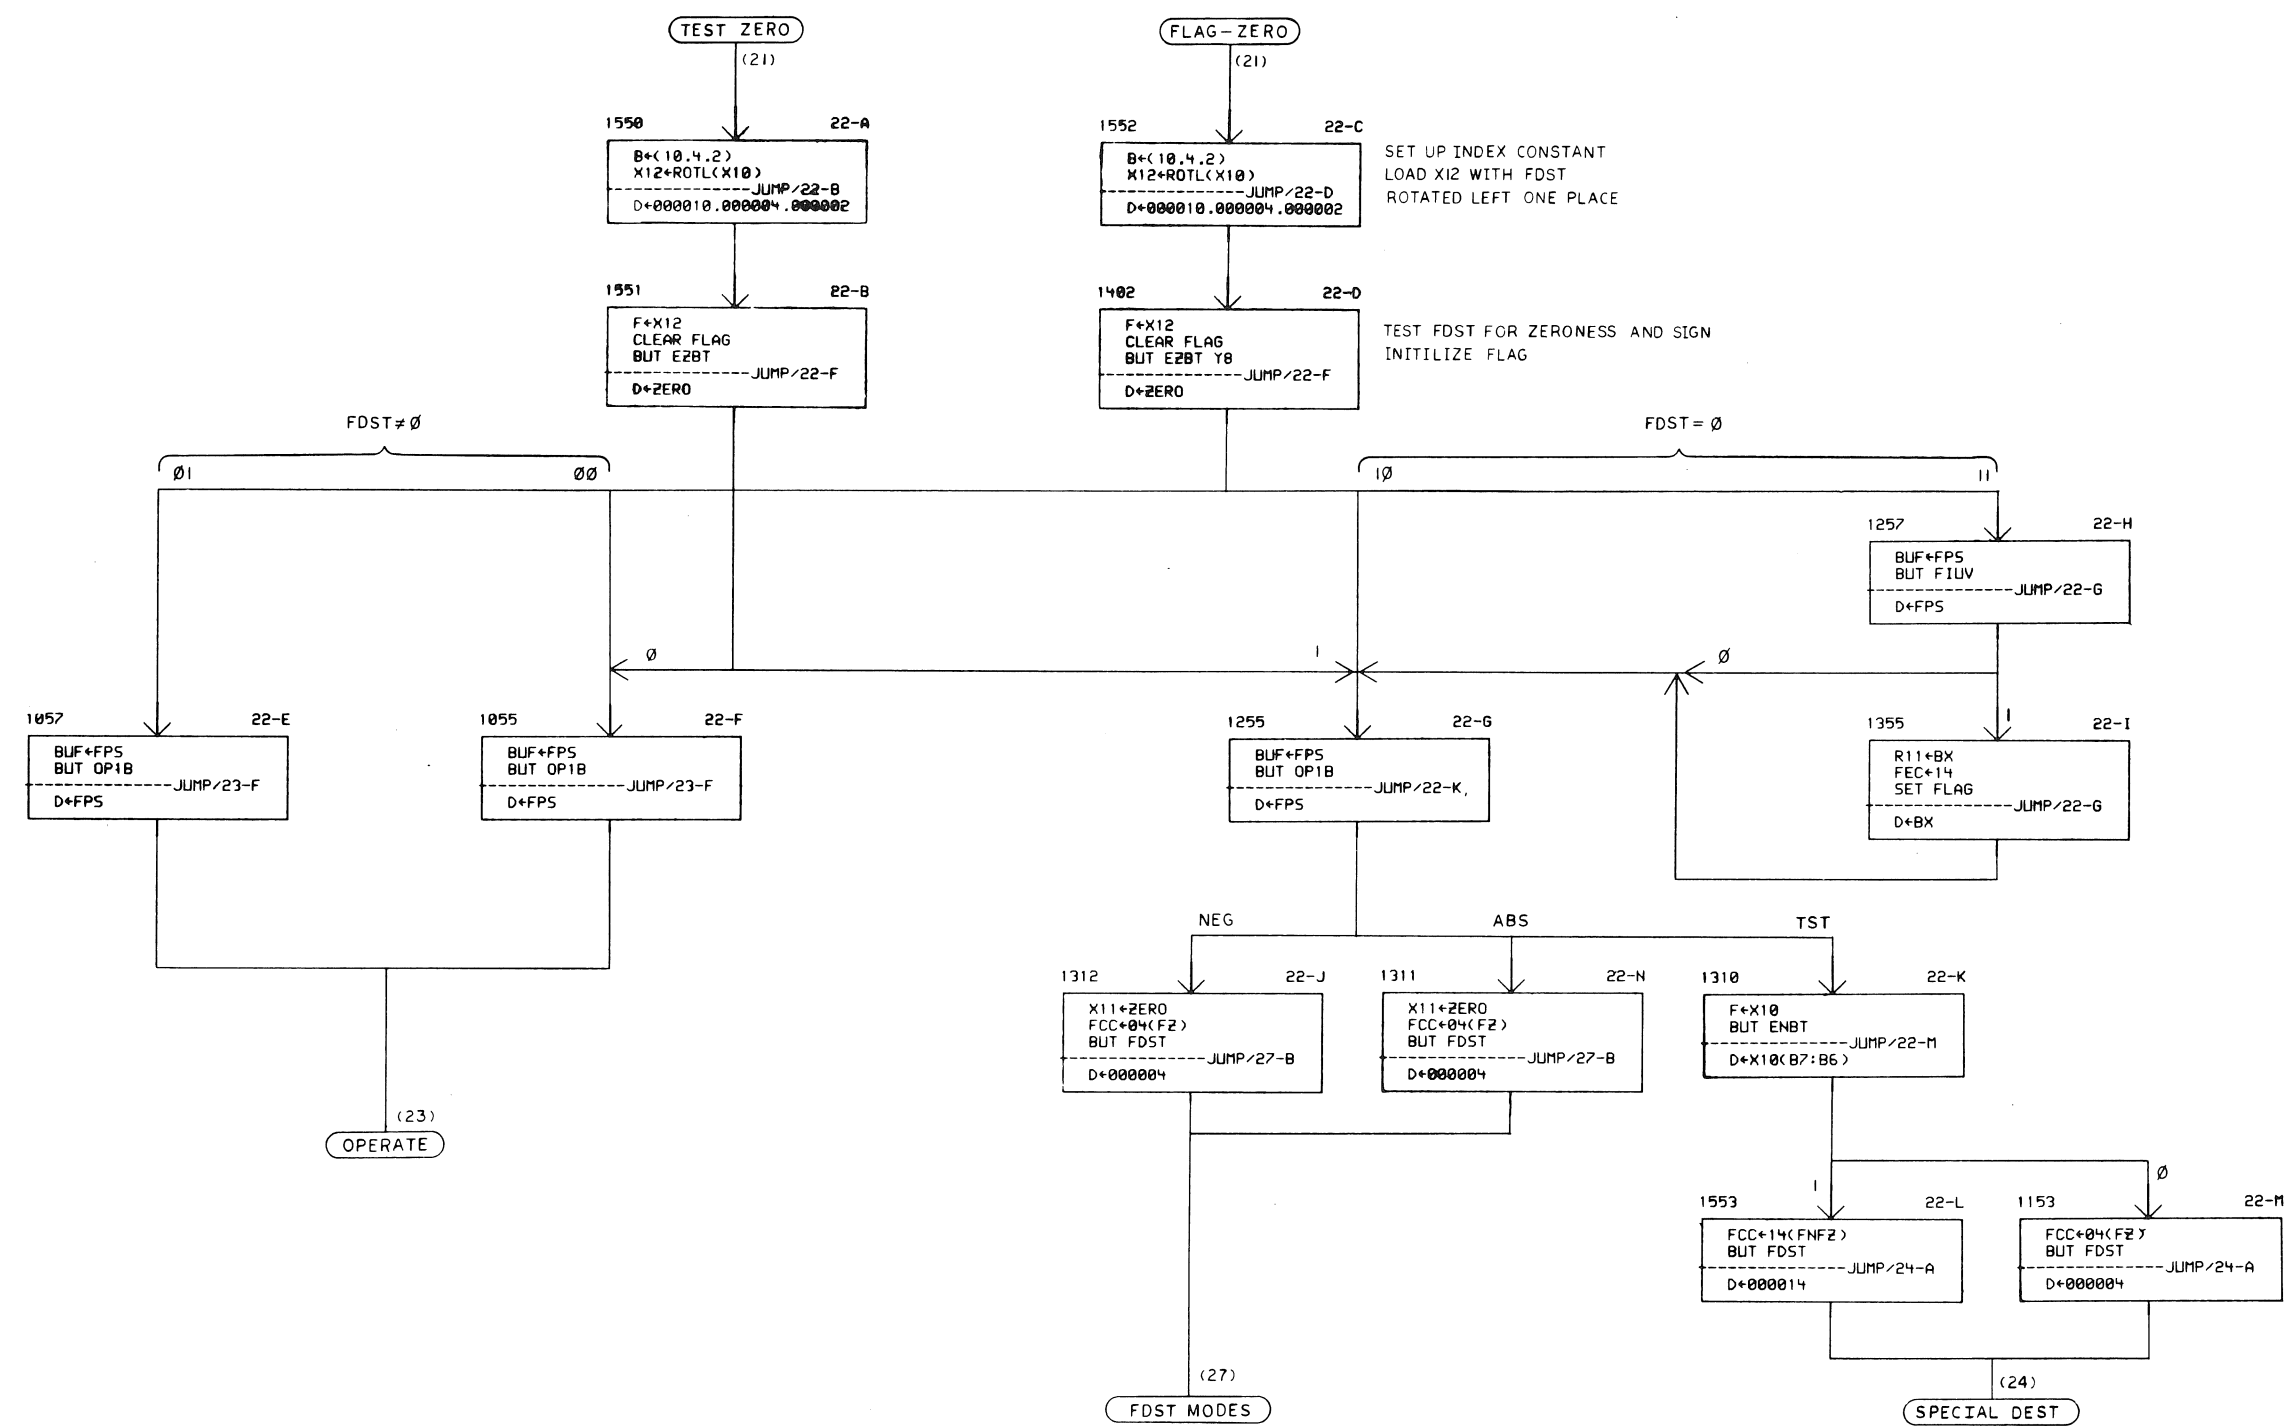 TEST ZERO
(21)
FLAG-ZERO
(21)
1550 22-A
B←(10.4.2)
X12←ROTL(X10)
JUMP/22-B
D←000010.000004.000002
1552 22-C
B←(10.4.2)
X12←ROTL(X10)
JUMP/22-D
D←000010.000004.000002
SET UP INDEX CONSTANT
LOAD X12 WITH FDST
ROTATED LEFT ONE PLACE
1551 22-B
F←X12
CLEAR FLAG
BUT EZBT
JUMP/22-F
D←ZERO
1402 22-D
F←X12
CLEAR FLAG
BUT EZBT Y8
JUMP/22-F
D←ZERO
TEST FDST FOR ZERONESS AND SIGN
INITILIZE FLAG
FDST≠Ø
Ø1 ØØ
FDST=Ø
1Ø 11
1257 22-H
BUF←FPS
BUT FIUV
JUMP/22-G
D←FPS
Ø 1 Ø
1
1057 22-E
BUF←FPS
BUT OP1B
JUMP/23-F
D←FPS
1055 22-F
BUF←FPS
BUT OP1B
JUMP/23-F
D←FPS
1255 22-G
BUF←FPS
BUT OP1B
JUMP/22-K,
D←FPS
1355 22-I
R11←BX
FEC←14
SET FLAG
JUMP/22-G
D←BX
NEG ABS TST
1312 22-J
X11←ZERO
FCC←04(FZ)
BUT FDST
JUMP/27-B
D←000004
1311 22-N
X11←ZERO
FCC←04(FZ)
BUT FDST
JUMP/27-B
D←000004
1310 22-K
F←X10
BUT ENBT
JUMP/22-M
D←X10(B7:B6)
(23)
OPERATE
1 Ø
1553 22-L
FCC←14(FNFZ)
BUT FDST
JUMP/24-A
D←000014
1153 22-M
FCC←04(FZ)
BUT FDST
JUMP/24-A
D←000004
(27)
FDST MODES
(24)
SPECIAL DEST